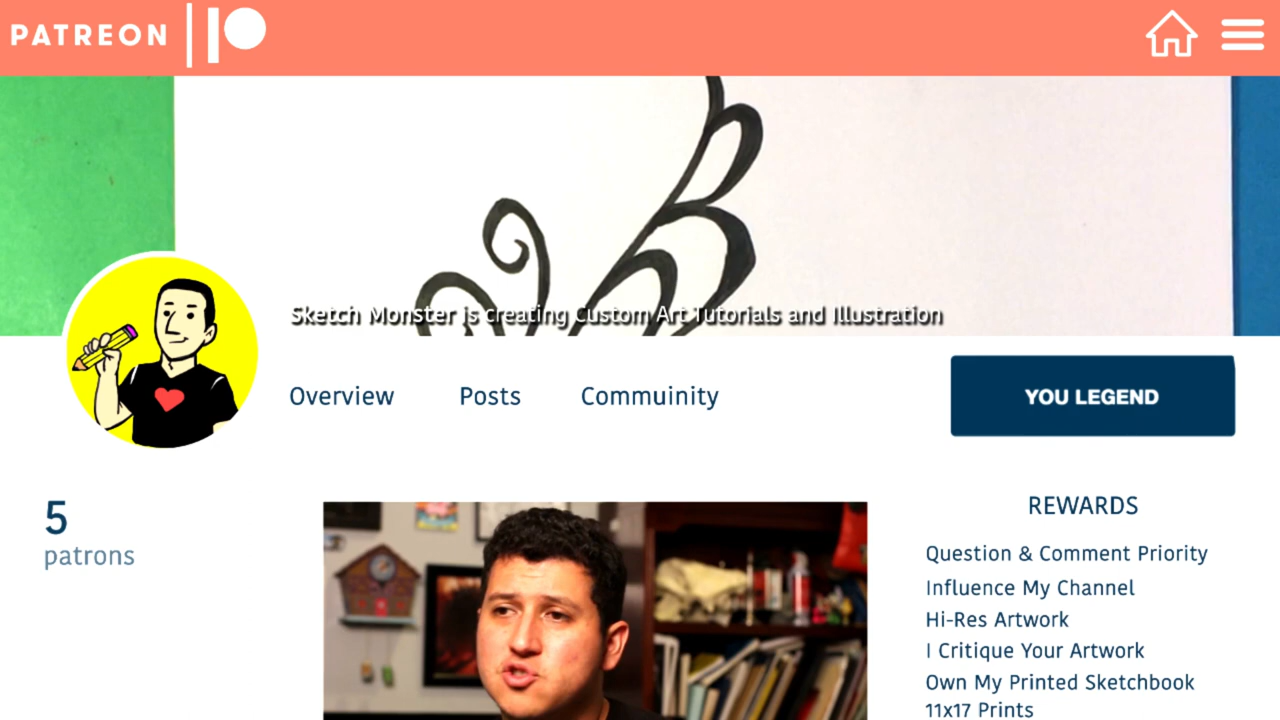 PATREON
Sketch Monster is creating Custom Art Tutorials and Illustration
Overview Posts Commuinity
YOU LEGEND
5
patrons
REWARDS
Question & Comment Priority
Influence My Channel
Hi-Res Artwork
I Critique Your Artwork
Own My Printed Sketchbook
11x17 Prints